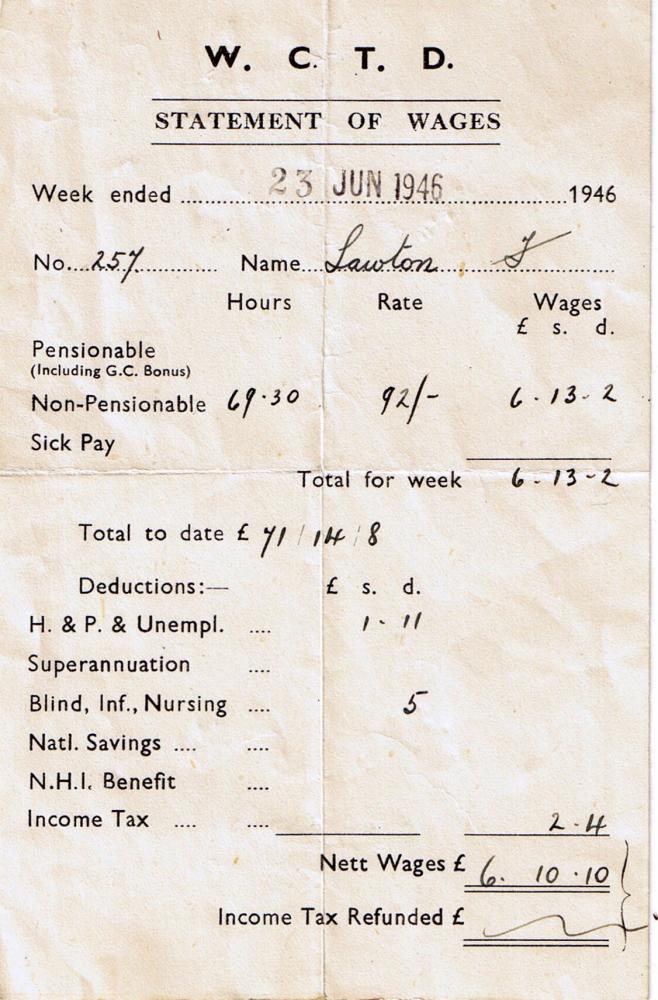 W. C. T. D.
STATEMENT OF WAGES
Week ended 23 JUN 1946 1946
No. 257 Name Lawton F
Hours Rate Wages
£ s. d.
Pensionable
(Including G.C. Bonus)
Non-Pensionable 69·30 92/- 6 - 13 - 2
Sick Pay
Total for week 6 - 13 - 2
Total to date £ 71 / 14 / 8
Deductions:— £ s. d.
H. & P. & Unempl. .... 1 - 11
Superannuation ....
Blind, Inf., Nursing .... 5
Natl. Savings .... ....
N.H.I. Benefit ....
Income Tax .... .... 2 - 4
Nett Wages £ 6. 10 · 10
Income Tax Refunded £